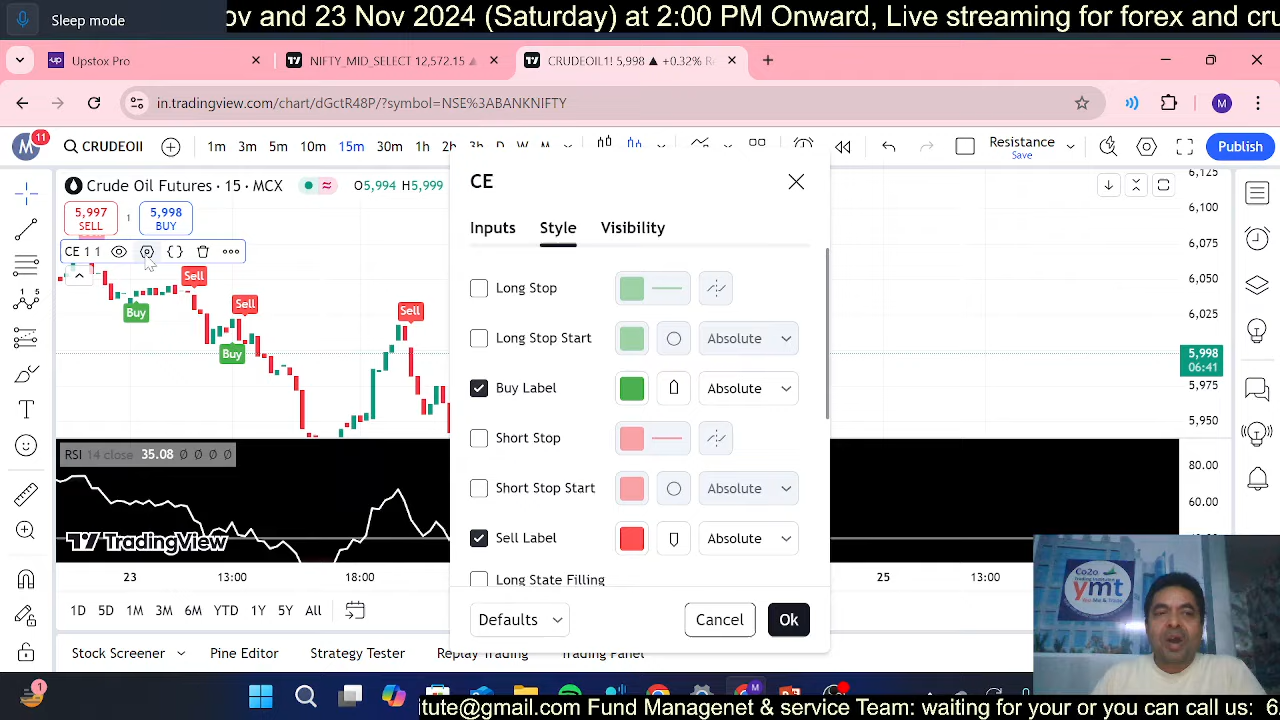 Sleep mode
ov and 23 Nov 2024 (Saturday) at 2:00 PM Onward, Live streaming for forex and cru
Upstox Pro
NIFTY_MID_SELECT 12,572.15 ▲
CRUDEOIL1! 5,998 ▲ +0.32% R
in.tradingview.com/chart/dGctR48P/?symbol=NSE%3ABANKNIFTY
M
M 11
CRUDEOIl
1m 3m 5m 10m 15m 30m 1h 2h 3h D W M
Resistance
Save
Publish
Crude Oil Futures · 15 · MCX
O5,994 H5,999
5,997
SELL
1
5,998
BUY
CE 1 1
Sell
Buy
Sell
Buy
Sell
CE
Inputs Style Visibility
Long Stop
Long Stop Start Absolute
Buy Label Absolute
Short Stop
Short Stop Start Absolute
Sell Label Absolute
Long State Filling
Defaults
Cancel
Ok
6,125
6,100
6,075
6,050
6,025
5,998
06:41
5,975
5,950
RSI 14 close 35.08 Ø Ø Ø Ø
80.00
60.00
TradingView
23 13:00 18:00 25 13:00
1D 5D 1M 3M 6M YTD 1Y 5Y All
Stock Screener Pine Editor Strategy Tester Replay Trading Trading Panel
Co2o
Trading Institute
ymt
1
M
tute@gmail.com Fund Managenet & service Team: waiting for your or you can call us: 6